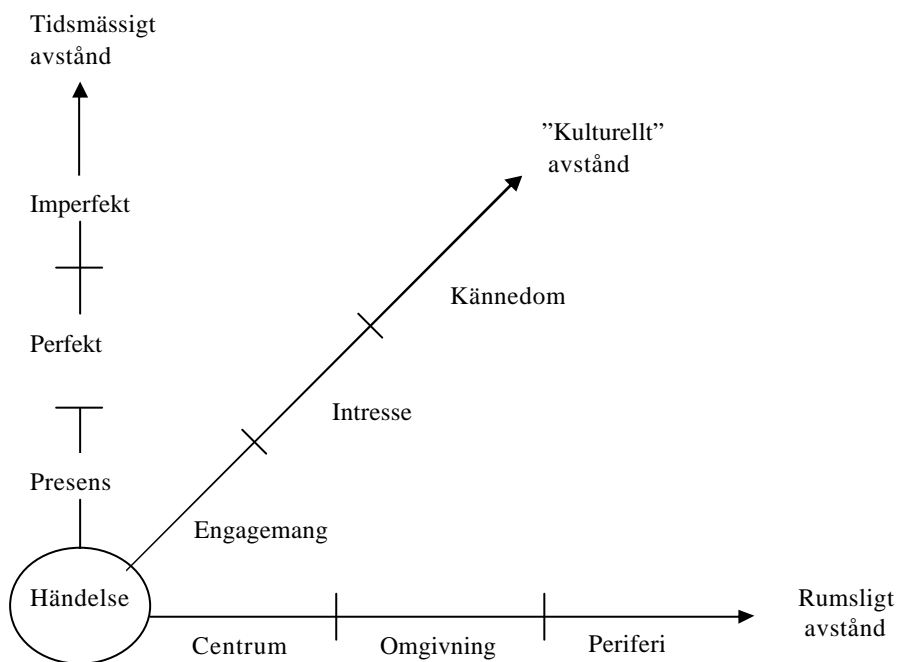 Tidsmässigt
avstånd
”Kulturellt”
avstånd
Imperfekt
Kännedom
Perfekt
Intresse
Presens
Engagemang
Händelse
Rumsligt
avstånd
Centrum
Omgivning
Periferi